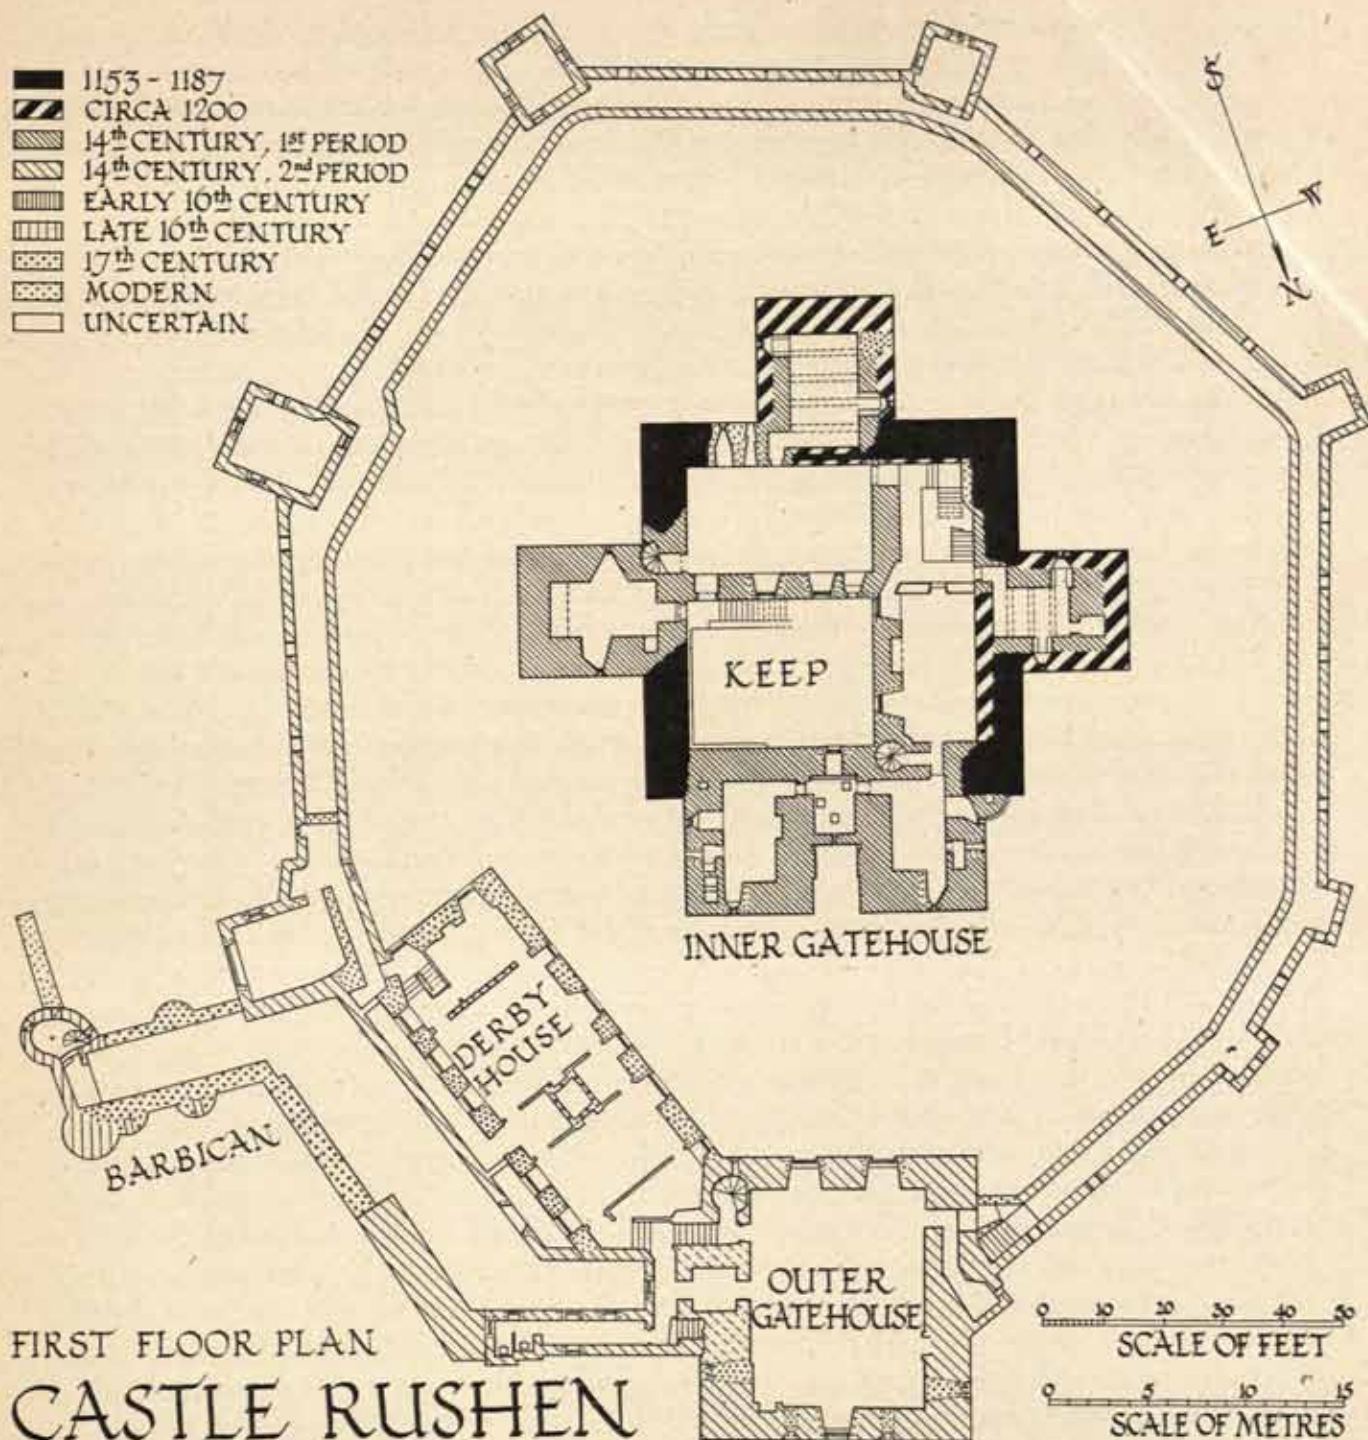 1153 - 1187
CIRCA 1200
14th CENTURY, 1st PERIOD
14th CENTURY, 2nd PERIOD
EARLY 16th CENTURY
LATE 16th CENTURY
17th CENTURY
MODERN
UNCERTAIN
S
W
E
N
KEEP
INNER GATEHOUSE
DERBY
HOUSE
BARBICAN
OUTER
GATEHOUSE
FIRST FLOOR PLAN
CASTLE RUSHEN
0 10 20 30 40 50
SCALE OF FEET
0 5 10 15
SCALE OF METRES